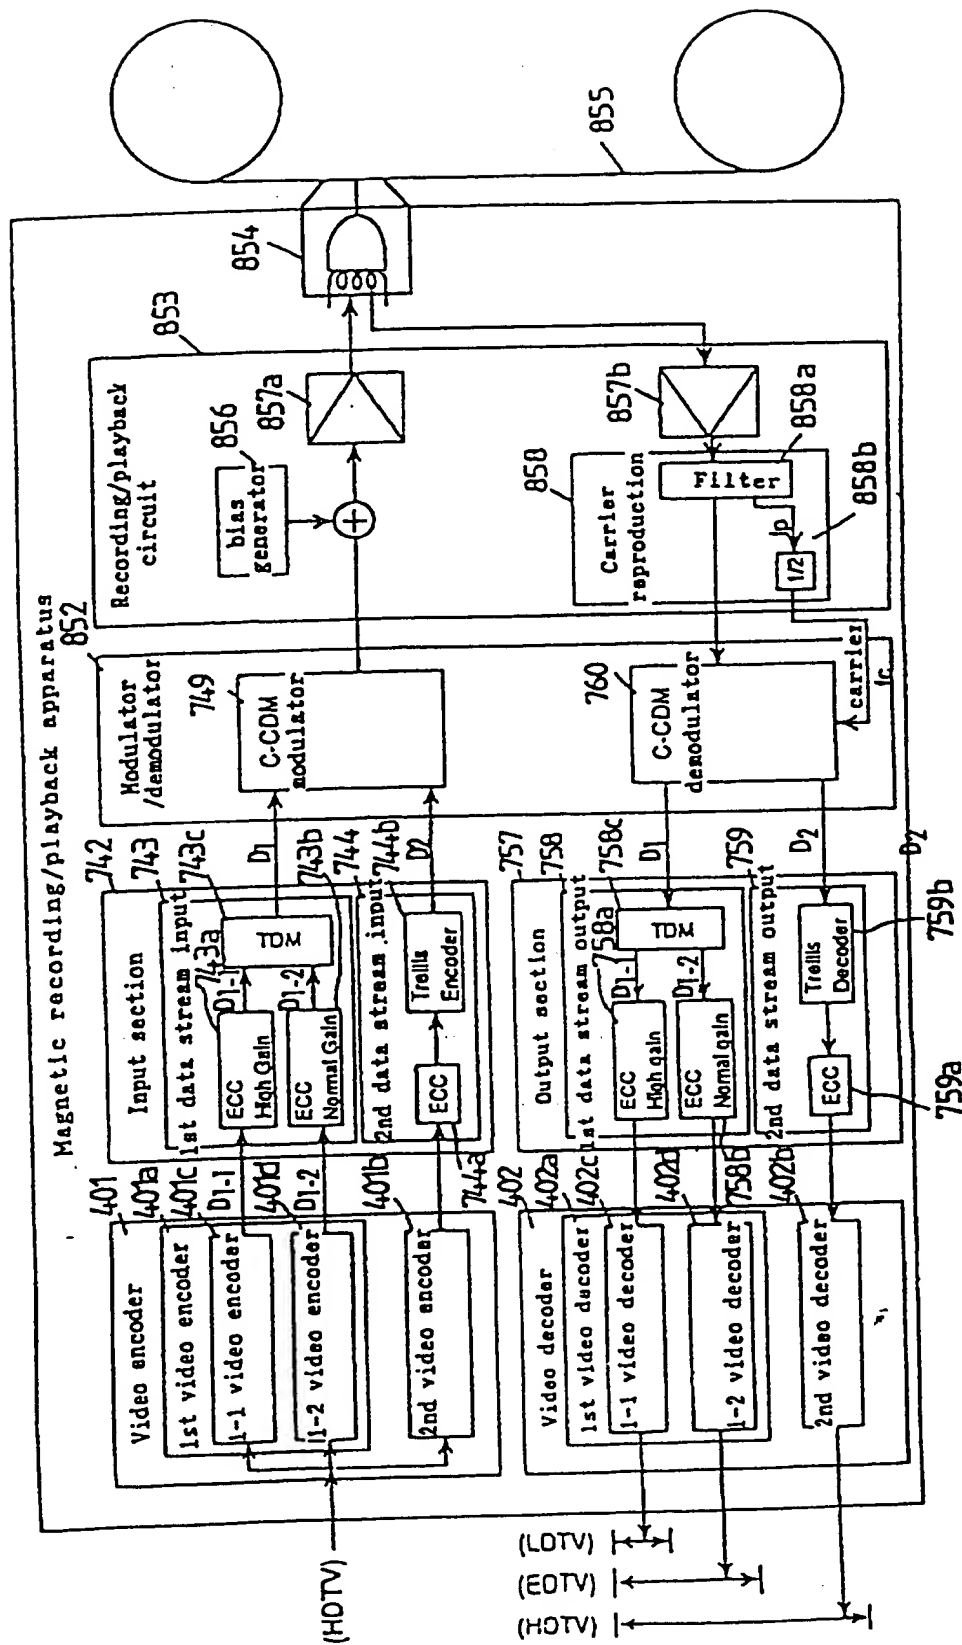 Magnetic recording/playback apparatus
852
Modulator
/demodulator
749
C-CDM
modulator
760
C-CDM
demodulator
carrier
853
Recording/playback
circuit
856
bias
generator
857a
854
855
857b
858
Carrier
reproduction
Filter
858a
858b
1/2
742
743
743c
Input section
1st data stream input
743a
TDM
D1
D1-1
D1-2
ECC
High Gain
ECC
Normal Gain
743b
744
744b
2nd data stream input
Trellis
Encoder
ECC
744a
D2
757
758
758c
Output section
1st data stream output
758a
TDM
D1
D1-1
D1-2
ECC
High gain
ECC
Normal gain
758b
759
2nd data stream output
Trellis
Decoder
ECC
759a
759b
D2
D2
401
401a
401c
Video encoder
1st video encoder
1-1 video encoder
D1-1
401d
1-2 video encoder
D1-2
401b
2nd video encoder
402
402a
402c
Video decoder
1st video decoder
1-1 video decoder
402d
1-2 video decoder
402b
2nd video decoder
(HDTV)
(LDTV)
(EDTV)
(HDTV)